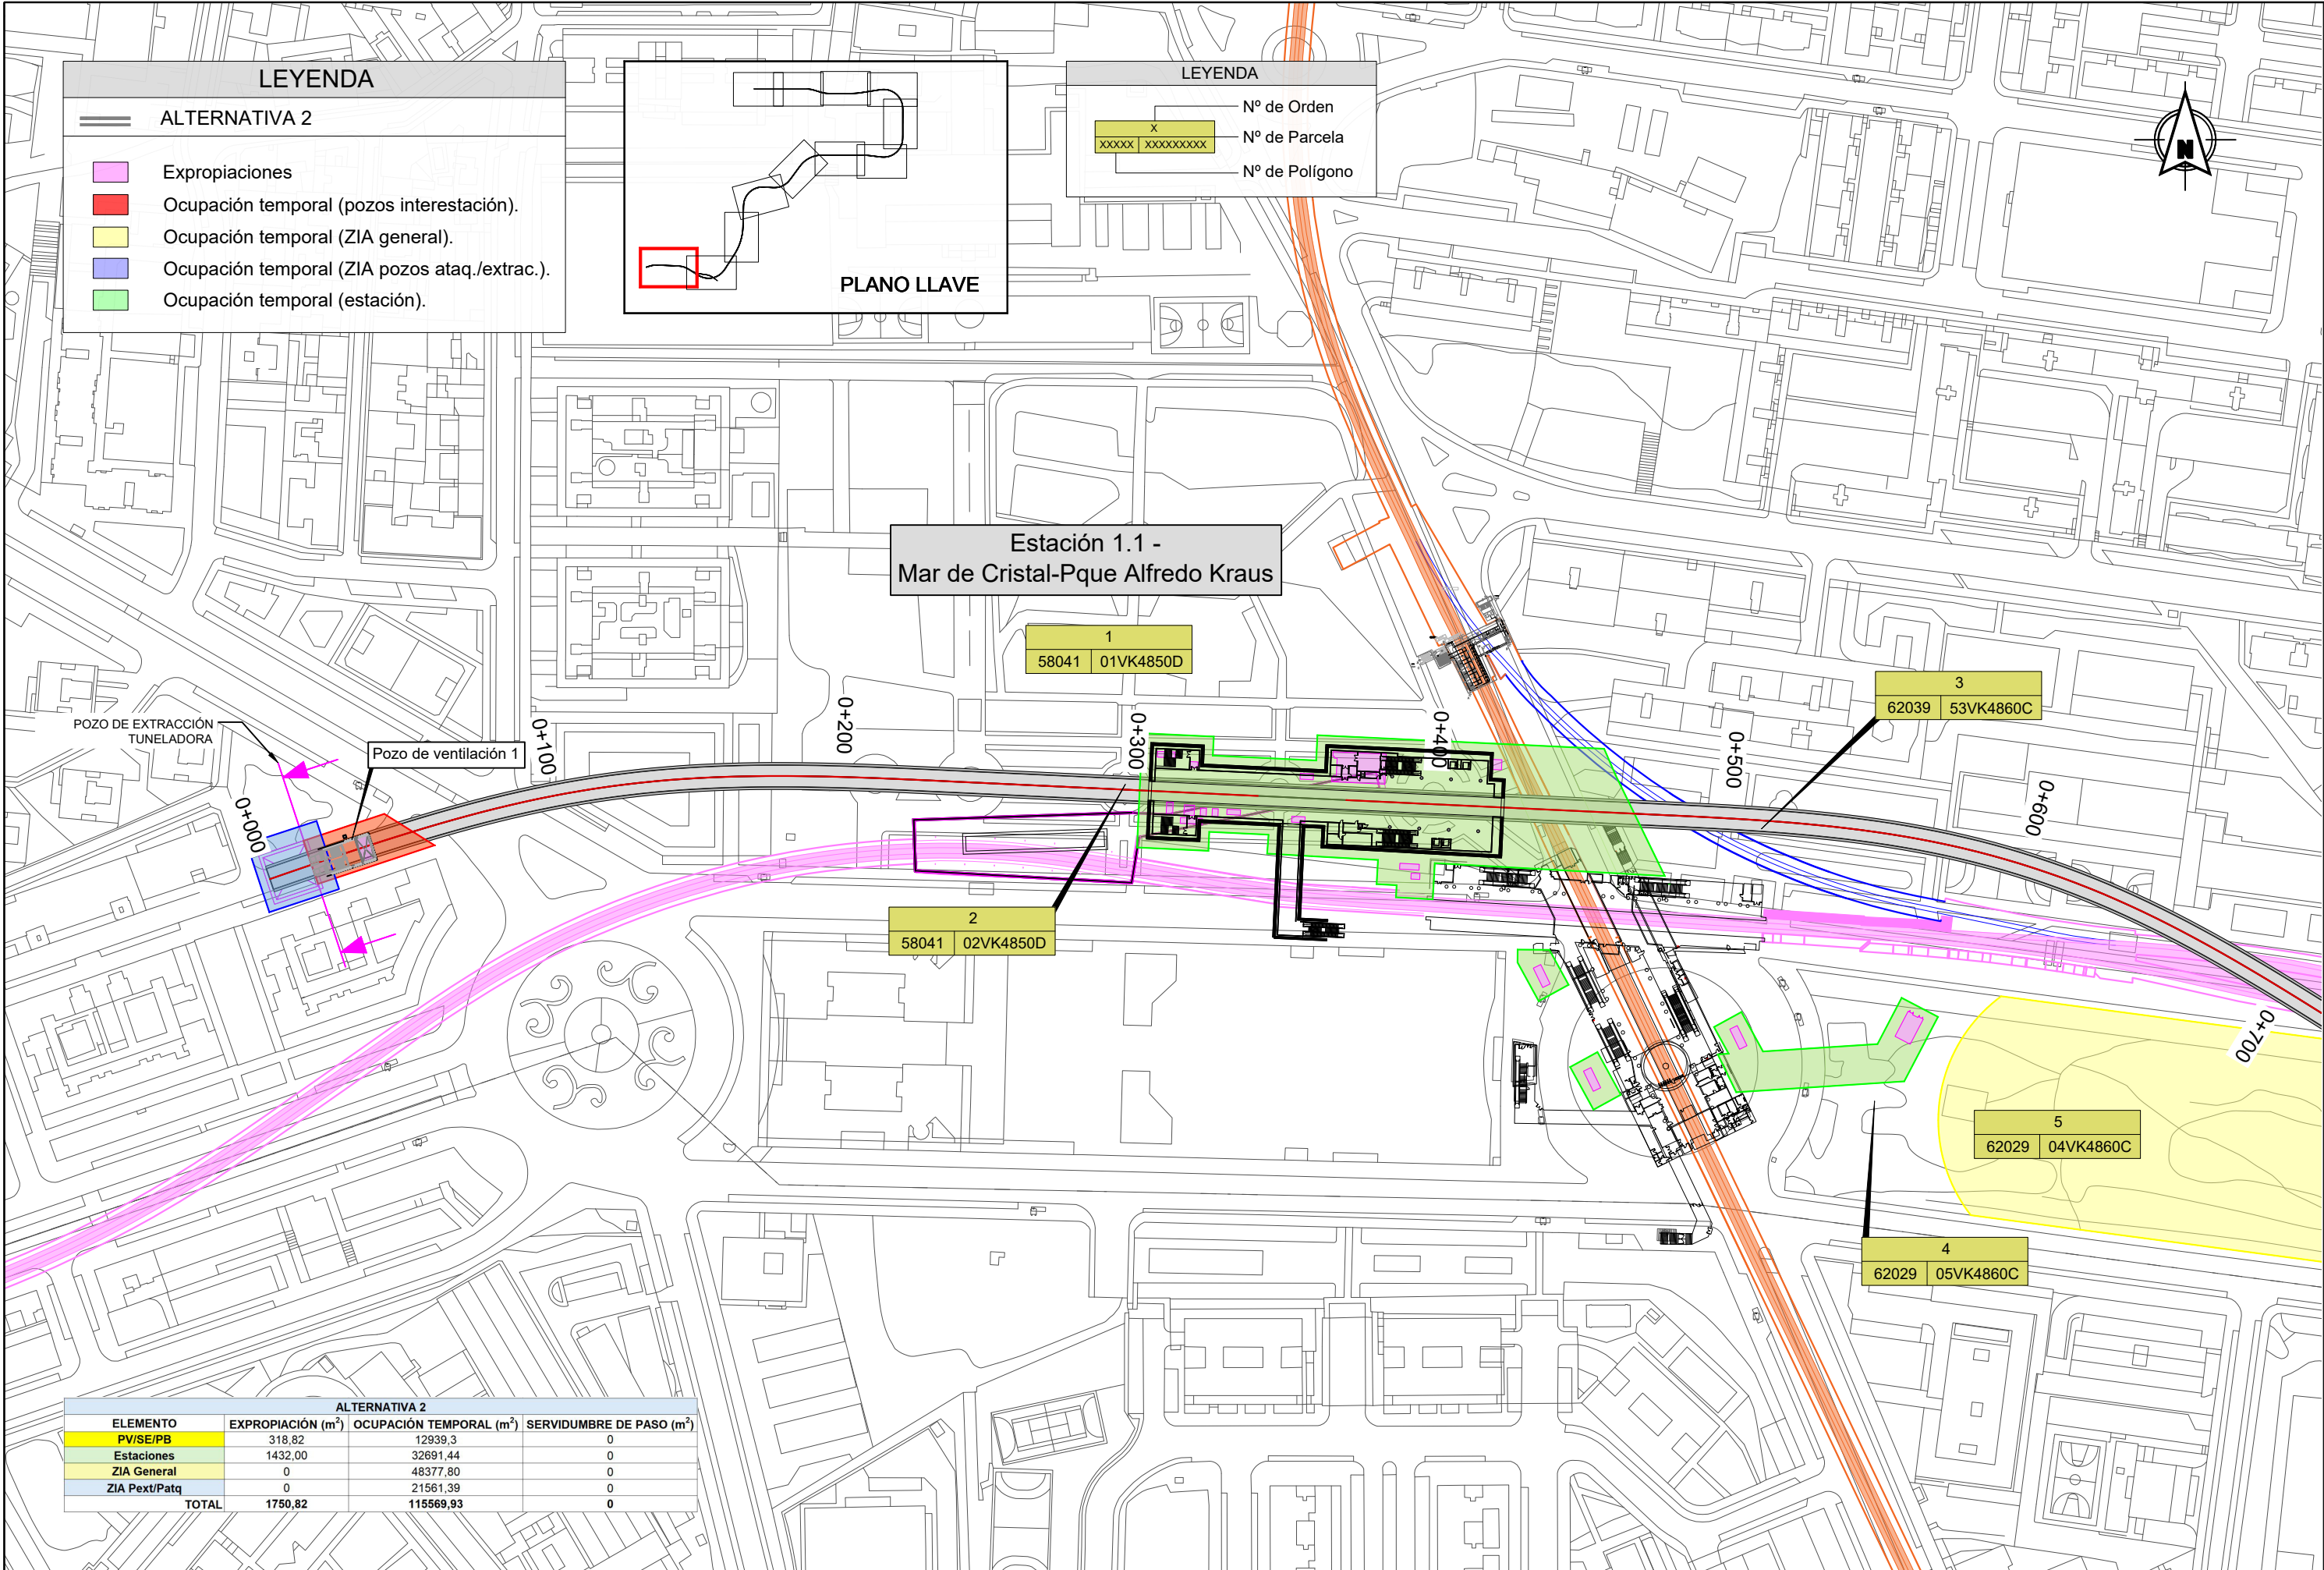 LEYENDA
ALTERNATIVA 2
Expropiaciones
Ocupación temporal (pozos interestación).
Ocupación temporal (ZIA general).
Ocupación temporal (ZIA pozos ataq./extrac.).
Ocupación temporal (estación).
PLANO LLAVE
LEYENDA
Nº de Orden
X
Nº de Parcela
XXXXX XXXXXXXXX
Nº de Polígono
N
Estación 1.1 -
Mar de Cristal-Pque Alfredo Kraus
1
58041 01VK4850D
3
62039 53VK4860C
POZO DE EXTRACCIÓN
TUNELADORA
Pozo de ventilación 1
0+000
0+100
0+200
0+300
0+400
0+500
0+600
0+700
2
58041 02VK4850D
5
62029 04VK4860C
4
62029 05VK4860C
ALTERNATIVA 2
ELEMENTO EXPROPIACIÓN (m²) OCUPACIÓN TEMPORAL (m²) SERVIDUMBRE DE PASO (m²)
PV/SE/PB 318,82 12939,3 0
Estaciones 1432,00 32691,44 0
ZIA General 0 48377,80 0
ZIA Pext/Patq 0 21561,39 0
TOTAL 1750,82 115569,93 0